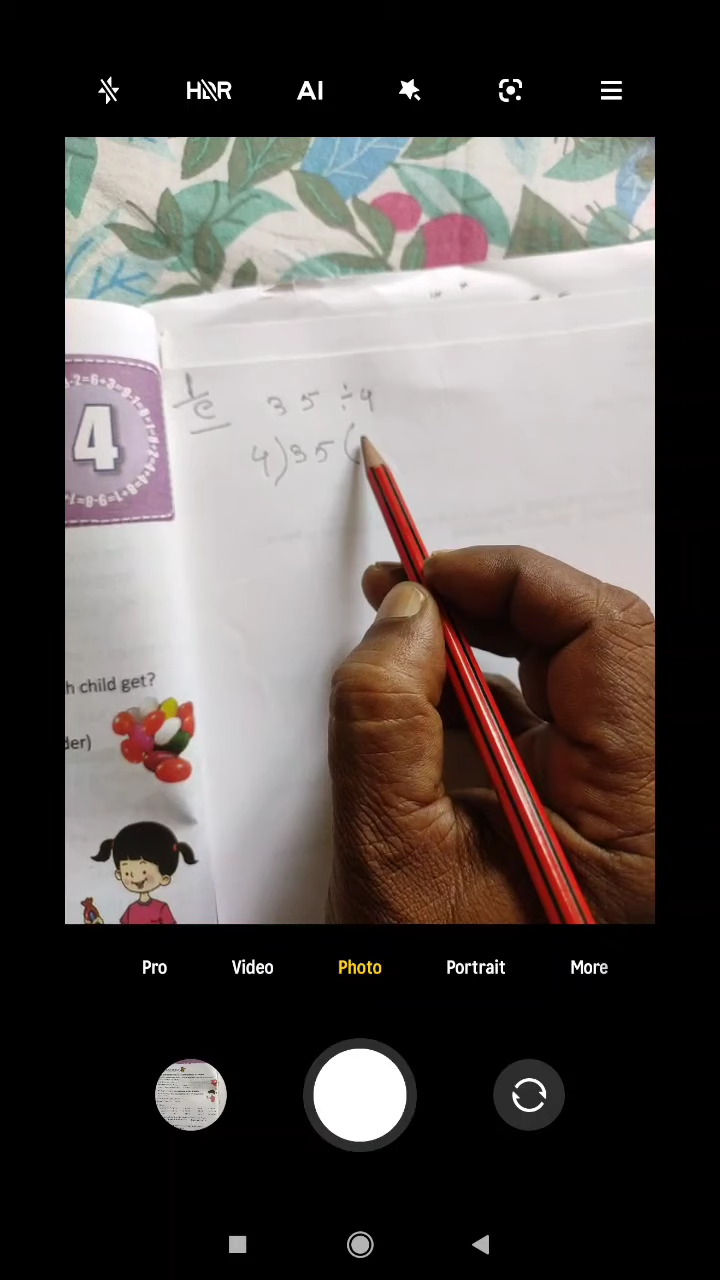 HDR AI
4
1/e 35 ÷ 4
4)35(
h child get?
der)
Pro Video Photo Portrait More